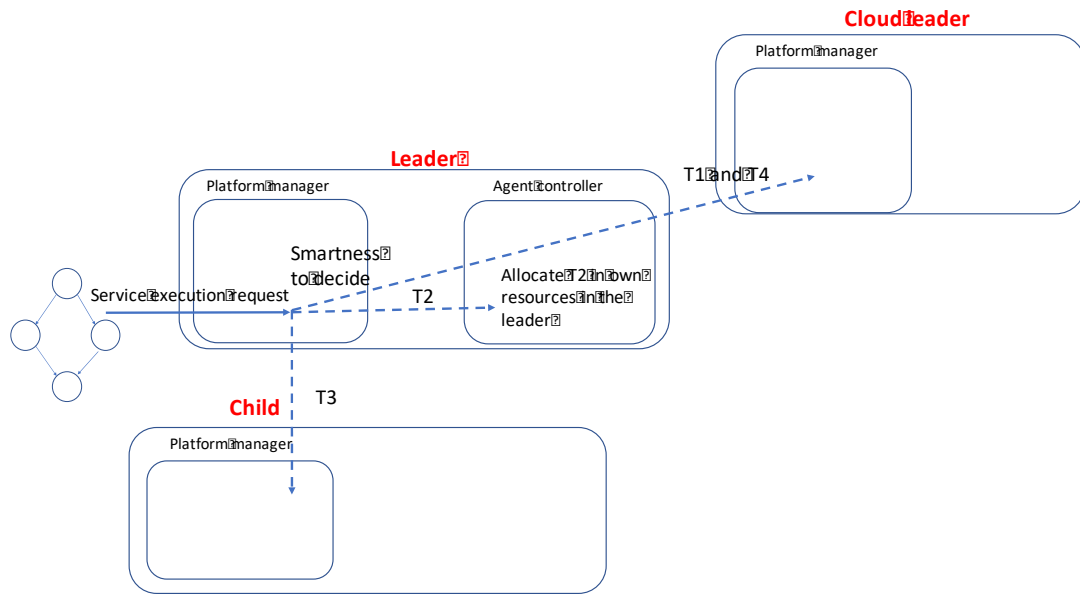 Cloud leader
Platform manager
Leader
Platform manager
Agent controller
T1 and T4
Smartness
to decide
Allocate T2 in own
resources in the
leader
Service execution request
T2
T3
Child
Platform manager